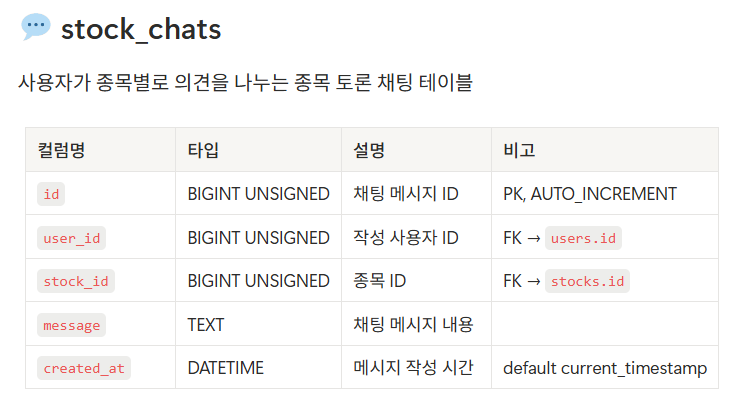 💬 stock_chats
사용자가 종목별로 의견을 나누는 종목 토론 채팅 테이블
컬럼명 타입 설명 비고
id BIGINT UNSIGNED 채팅 메시지 ID PK, AUTO_INCREMENT
user_id BIGINT UNSIGNED 작성 사용자 ID FK → users.id
stock_id BIGINT UNSIGNED 종목 ID FK → stocks.id
message TEXT 채팅 메시지 내용
created_at DATETIME 메시지 작성 시간 default current_timestamp